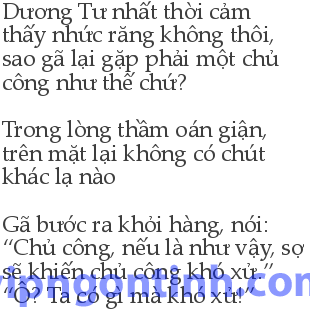 Dương Tư nhất thời cảm
thấy nhức răng không thôi,
sao gã lại gặp phải một chủ
công như thế chứ?
Trong lòng thầm oán giận,
trên mặt lại không có chút
khác lạ nào
Gã bước ra khỏi hàng, nói:
“Chủ công, nếu là như vậy, sợ
sẽ khiến chủ công khó xử.”
“Ồ? Ta có gì mà khó xử!”